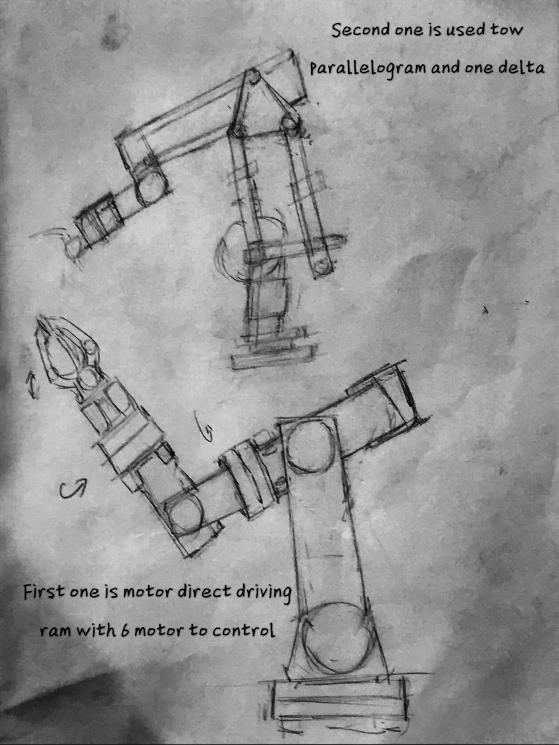 Second one is used tow
parallelogram and one delta
First one is motor direct driving
ram with 6 motor to control